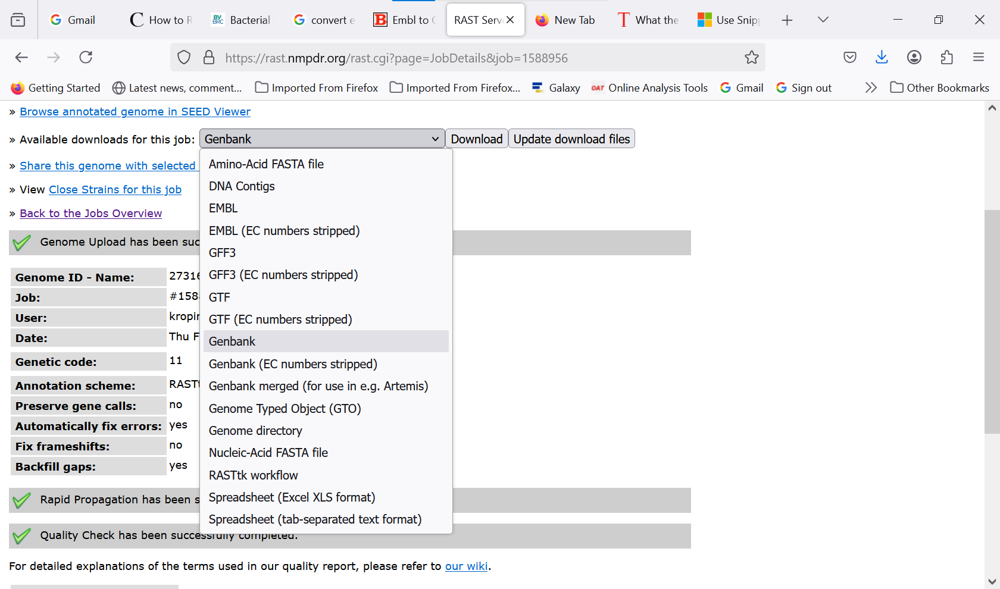 Gmail
How to R
BV-BRC Bacterial
convert e
Embl to
RAST Serv
New Tab
What the
Use Snip
https://rast.nmpdr.org/rast.cgi?page=JobDetails&job=1588956
Getting Started
Latest news, comment...
Imported From Firefox
Imported From Firefox...
Galaxy
OAT Online Analysis Tools
Gmail
Sign out
Other Bookmarks
» Browse annotated genome in SEED Viewer
» Available downloads for this job: Genbank Download Update download files
» Share this genome with selected
» View Close Strains for this job
» Back to the Jobs Overview
Amino-Acid FASTA file
DNA Contigs
EMBL
EMBL (EC numbers stripped)
GFF3
GFF3 (EC numbers stripped)
GTF
GTF (EC numbers stripped)
Genbank
Genbank (EC numbers stripped)
Genbank merged (for use in e.g. Artemis)
Genome Typed Object (GTO)
Genome directory
Nucleic-Acid FASTA file
RASTtk workflow
Spreadsheet (Excel XLS format)
Spreadsheet (tab-separated text format)
Genome Upload has been suc
Genome ID - Name: 2731
Job: #158
User: kropin
Date: Thu F
Genetic code: 11
Annotation scheme: RASTt
Preserve gene calls: no
Automatically fix errors: yes
Fix frameshifts: no
Backfill gaps: yes
Rapid Propagation has been s
Quality Check has been successfully completed.
For detailed explanations of the terms used in our quality report, please refer to our wiki.